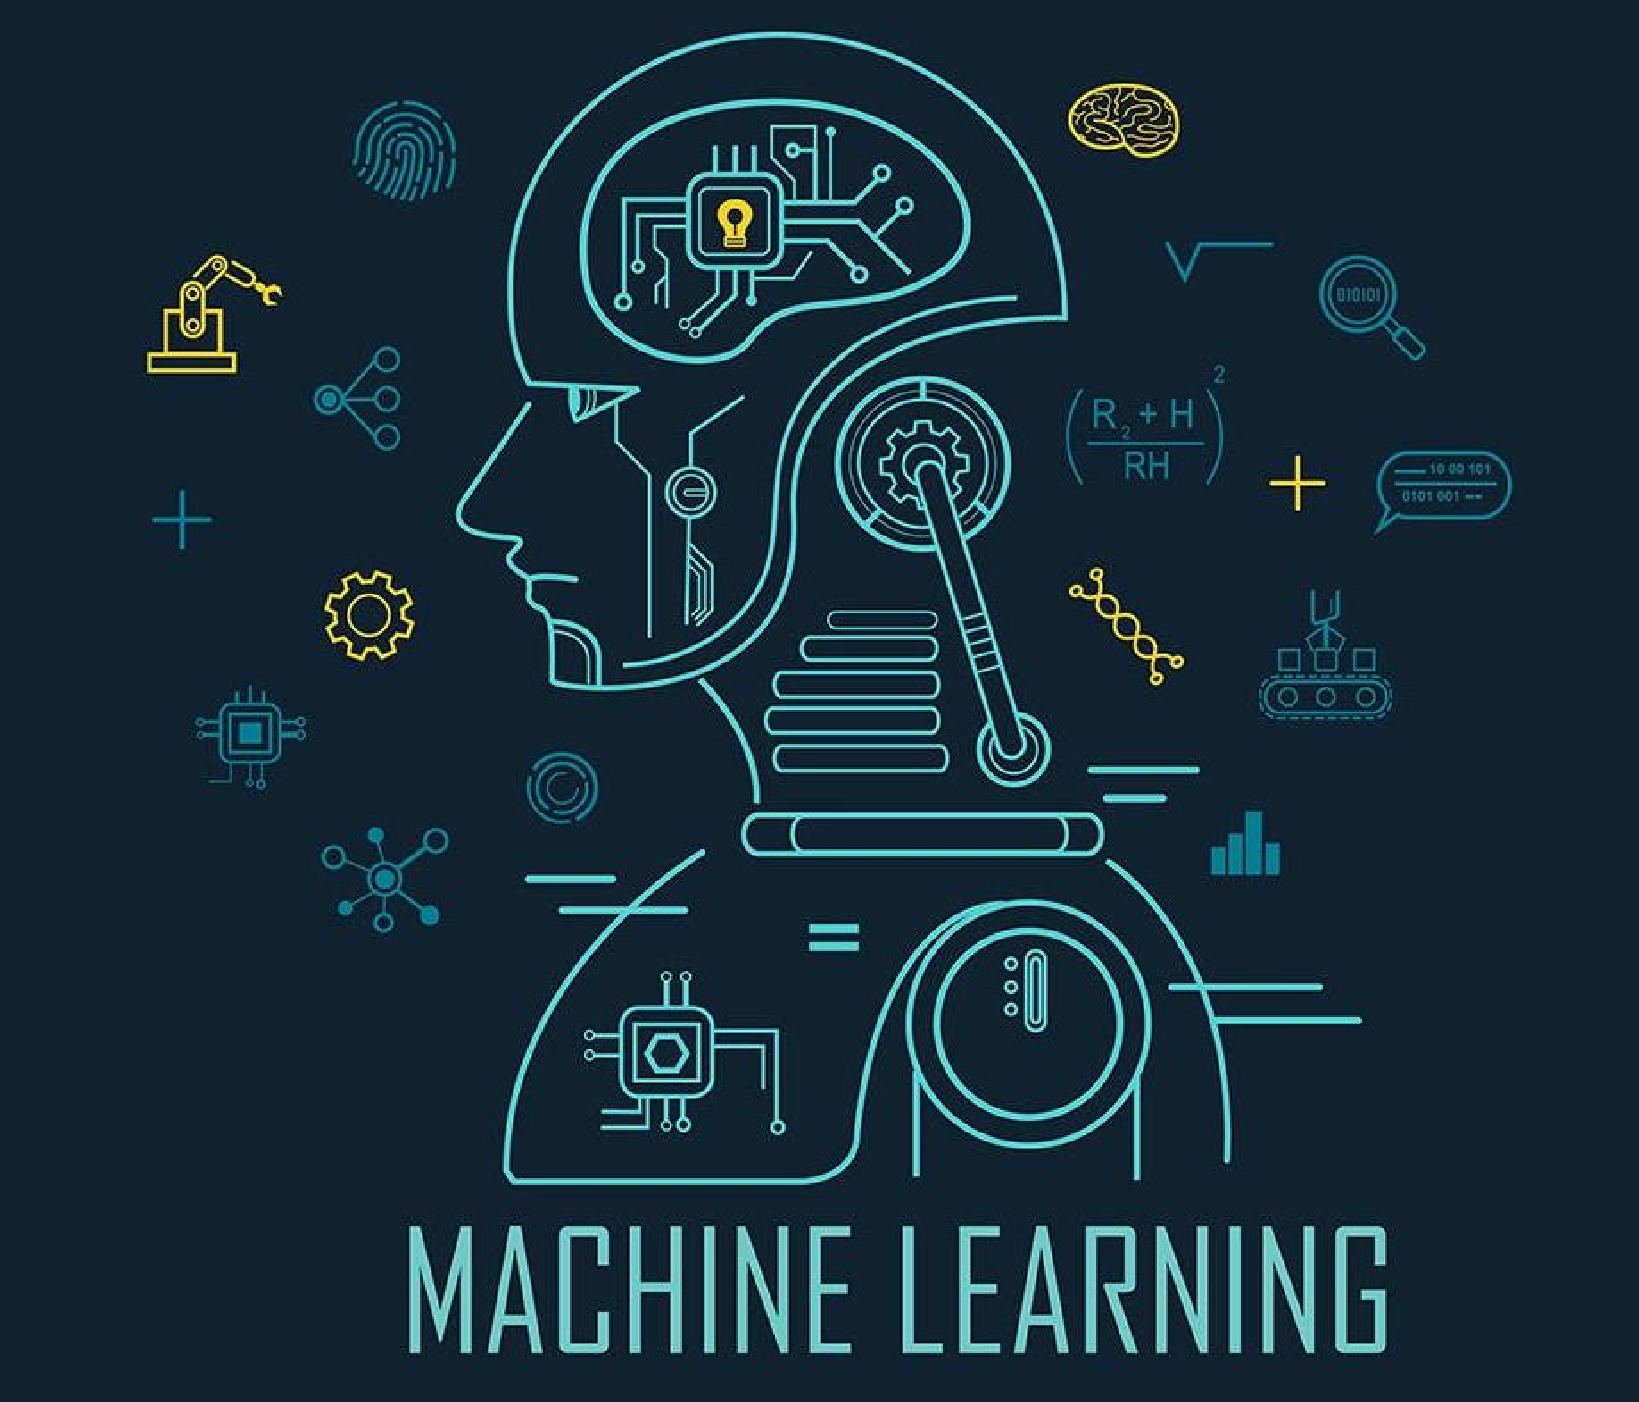 010101
2
R2 + H
RH
10 00 101
0101 001
MACHINE LEARNING